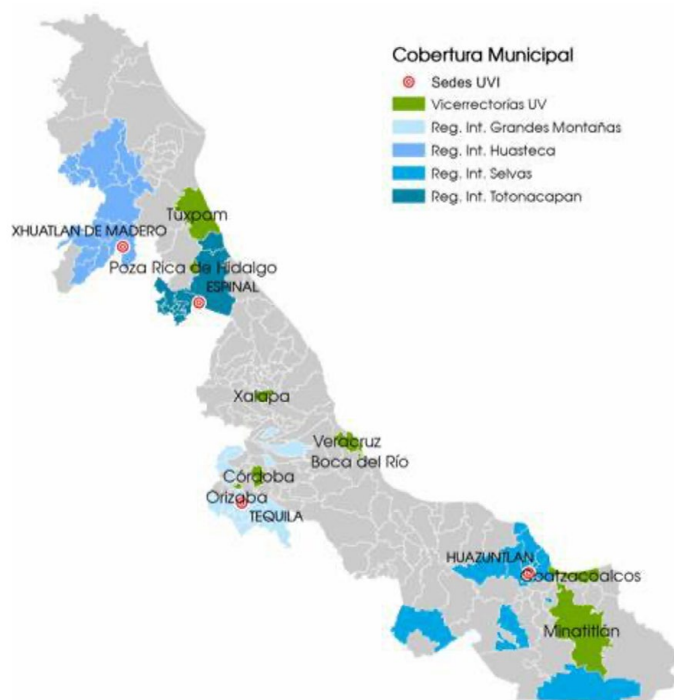 Cobertura Municipal
Sedes UVI
Vicerrectorías UV
Reg. Int. Grandes Montañas
Reg. Int. Huasteca
Reg. Int. Selvas
Reg. Int. Totonacapan
Tuxpam
XHUATLAN DE MADERO
Poza Rica de Hidalgo
ESPINAL
Xalapa
Veracruz
Boca del Río
Córdoba
Orizaba
TEQUILA
HUAZUNTLAN
Coatzacoalcos
Minatitlán